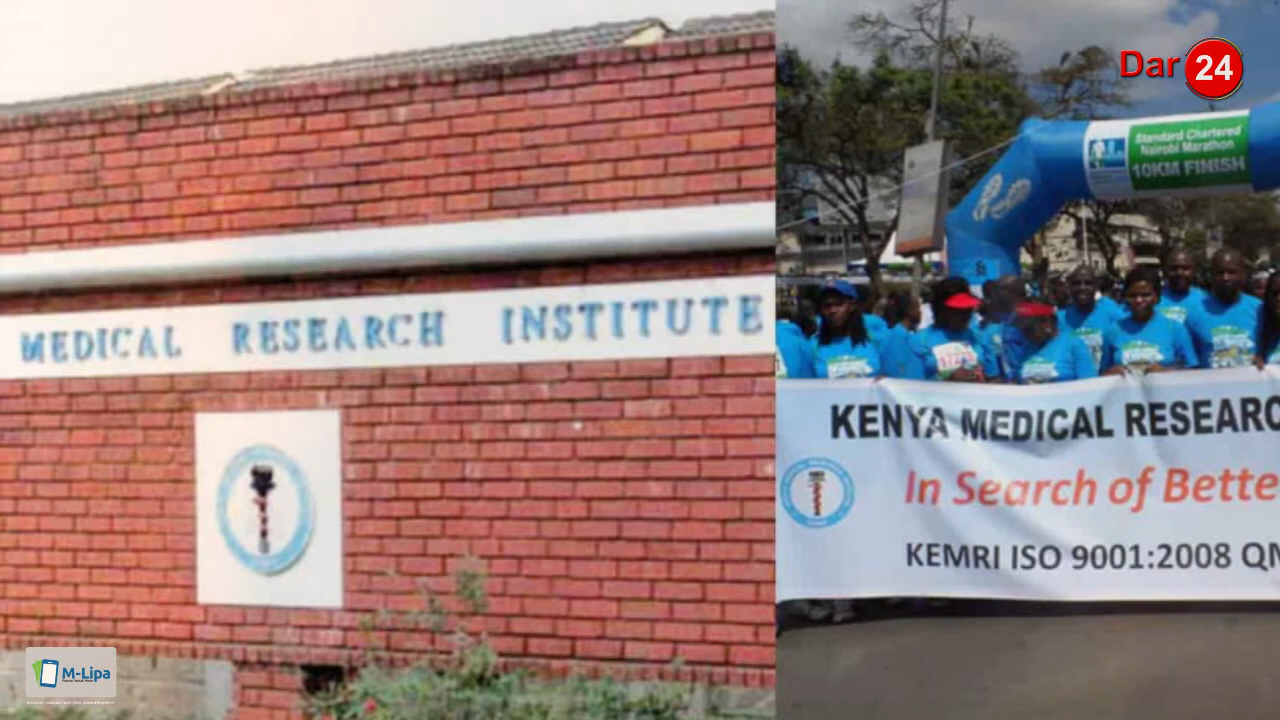 MEDICAL RESEARCH INSTITUTE
M-Lipa
Dar 24
Standard Chartered
Nairobi Marathon
10KM FINISH
KENYA MEDICAL RESEARC
In Search of Bette
KEMRI ISO 9001:2008 QM